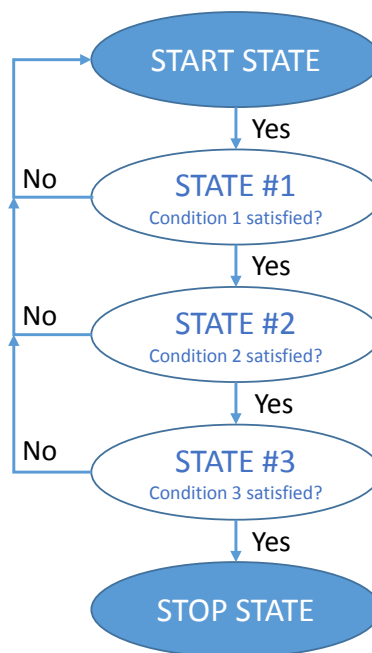 START STATE
Yes
No
STATE #1
Condition 1 satisfied?
Yes
No
STATE #2
Condition 2 satisfied?
Yes
No
STATE #3
Condition 3 satisfied?
Yes
STOP STATE